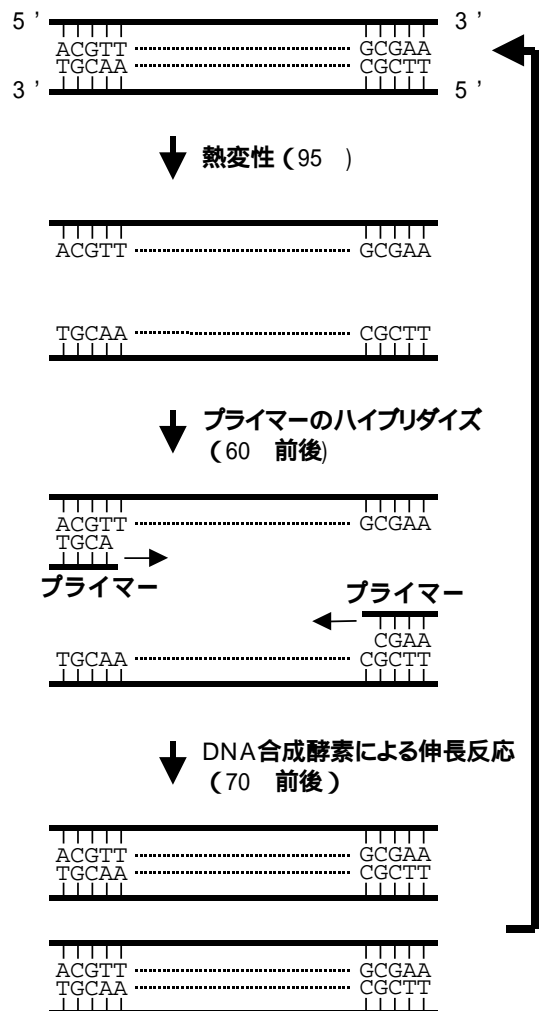 5 ' 3 '
ACGTT GCGAA
TGCAA CGCTT
3 ' 5 '
熱変性（95　)
ACGTT GCGAA
TGCAA CGCTT
プライマーのハイブリダイズ
（60　前後)
ACGTT GCGAA
TGCA
プライマー プライマー
CGAA
TGCAA CGCTT
DNA合成酵素による伸長反応
（70　前後）
ACGTT GCGAA
TGCAA CGCTT
ACGTT GCGAA
TGCAA CGCTT